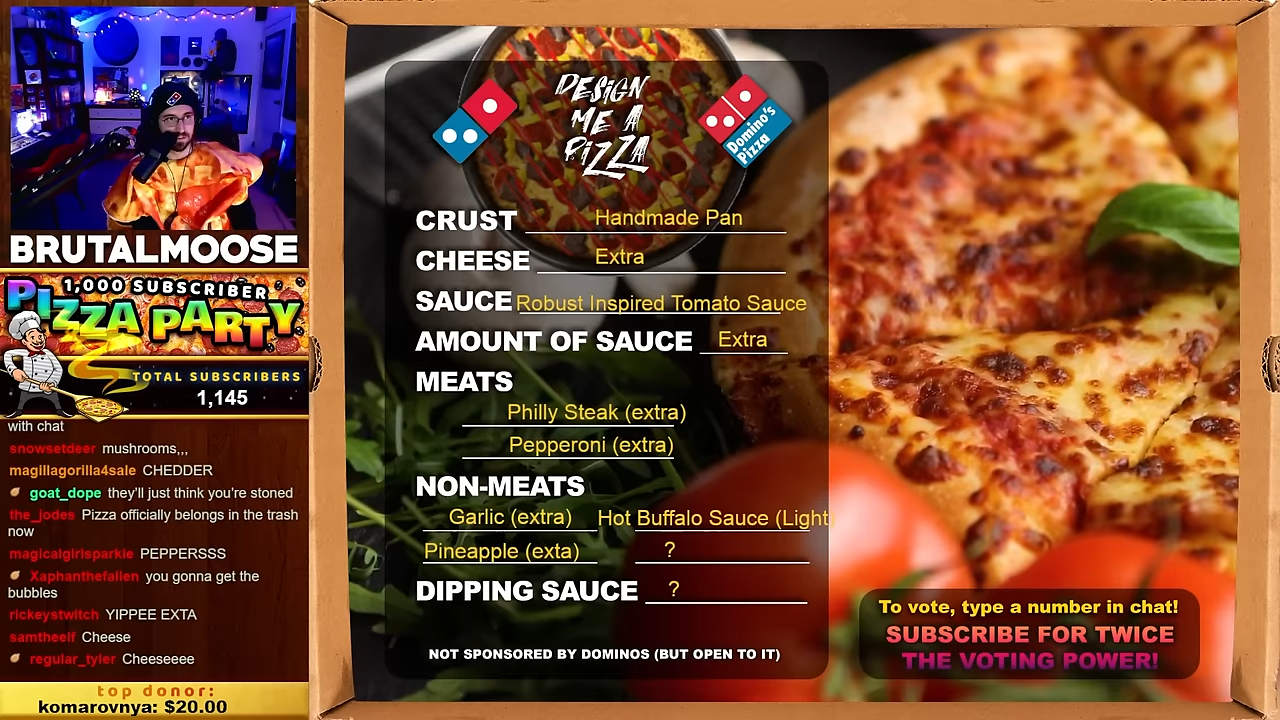 DESIGN
ME A
PIZZA
Domino's
Pizza
CRUST Handmade Pan
CHEESE Extra
SAUCE Robust Inspired Tomato Sauce
AMOUNT OF SAUCE Extra
MEATS
Philly Steak (extra)
Pepperoni (extra)
NON-MEATS
Garlic (extra) Hot Buffalo Sauce (Light
Pineapple (exta) ?
DIPPING SAUCE ?
NOT SPONSORED BY DOMINOS (BUT OPEN TO IT)
To vote, type a number in chat!
SUBSCRIBE FOR TWICE
THE VOTING POWER!
BRUTALMOOSE
1,000 SUBSCRIBER
PIZZA PARTY
TOTAL SUBSCRIBERS
1,145
with chat
snowsetdeer mushrooms,,,
magillagorilla4sale CHEDDER
goat_dope they'll just think you're stoned
the_jodes Pizza officially belongs in the trash
now
magicalgirlsparkle PEPPERSSS
Xaphanthefallen you gonna get the
bubbles
rickeystwitch YIPPEE EXTA
samtheelf Cheese
regular_tyler Cheeseeee
top donor:
komarovnya: $20.00